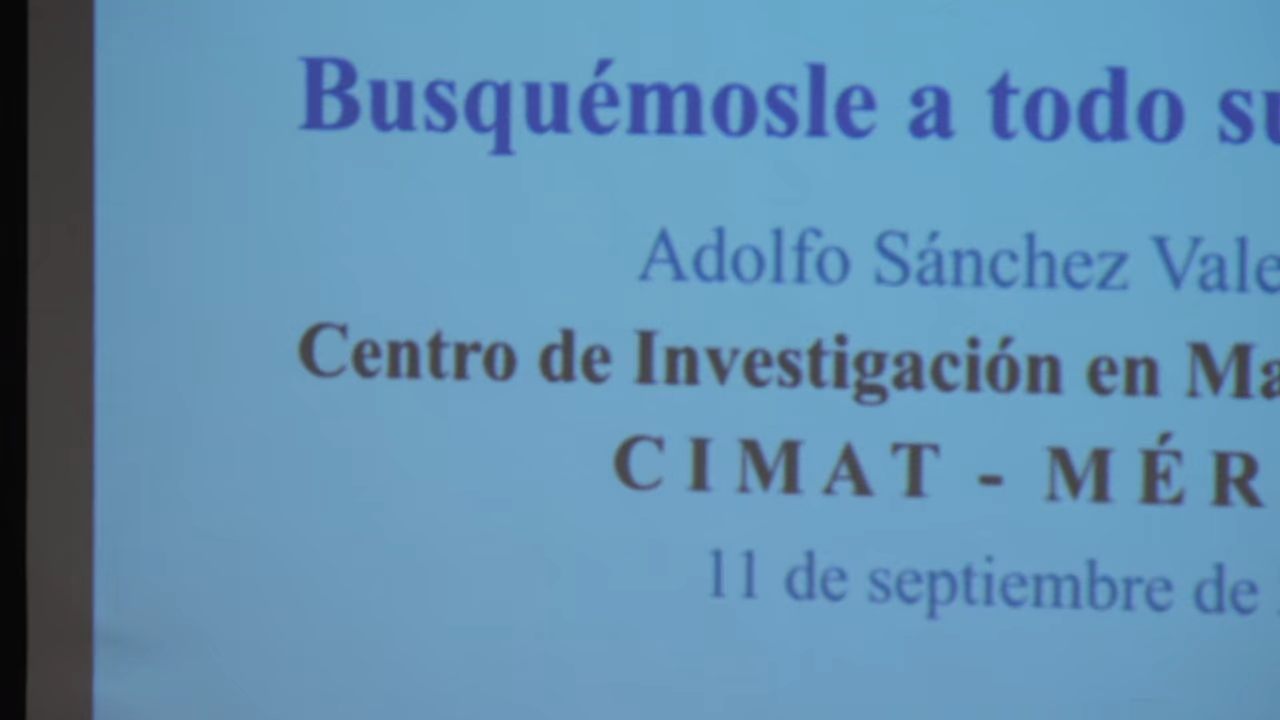 Busquémosle a todo su
Adolfo Sánchez Vale
Centro de Investigación en Ma
C I M A T - M É R
11 de septiembre de